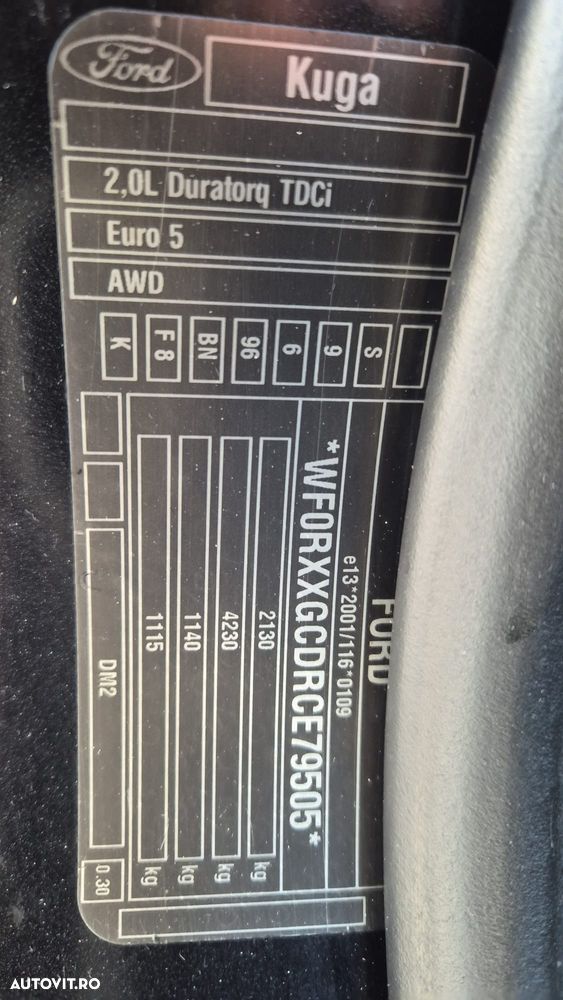 Ford
Kuga
2,0L Duratorq TDCi
Euro 5
AWD
K F8 BN 96 6 9 S
FORD
e13*2001/116*0109
*WF0RXXGCDRCE79505*
2130 kg
4230 kg
1140 kg
1115 kg
DM2 0.30
AUTOVIT.RO